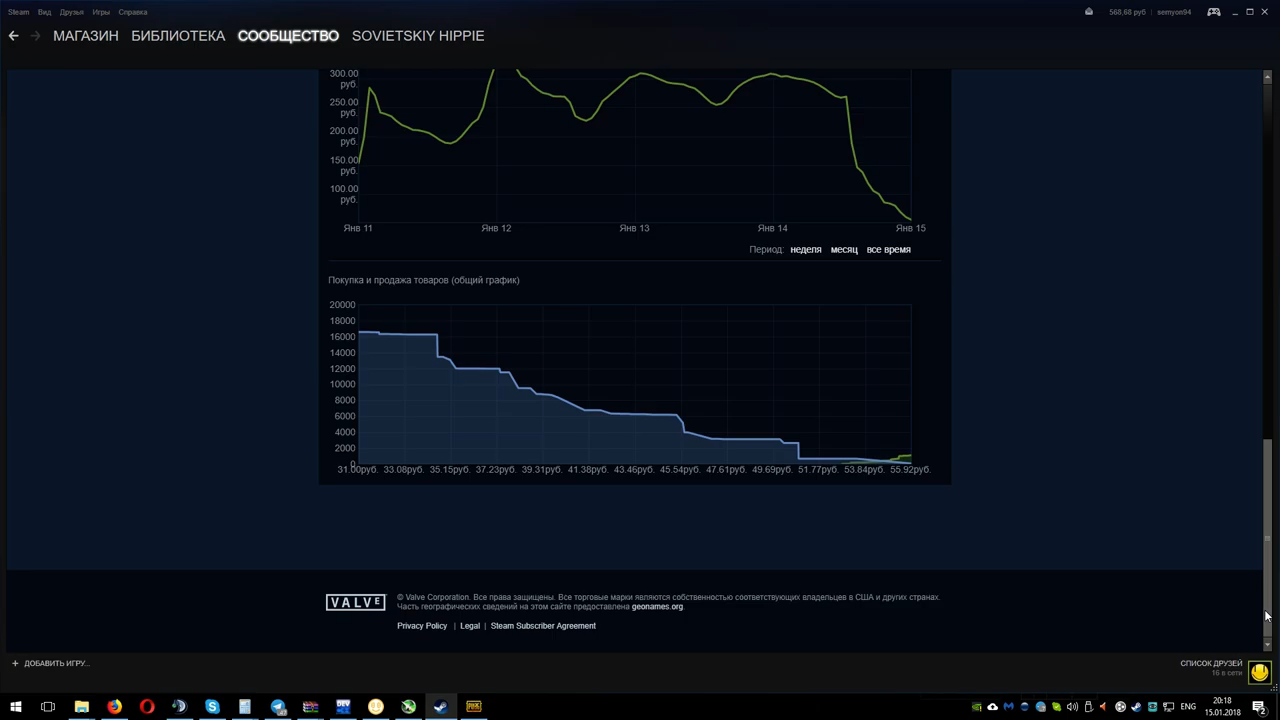 Steam Вид Друзья Игры Справка
568,68 руб semyon94
МАГАЗИН БИБЛИОТЕКА СООБЩЕСТВО SOVIETSKIY HIPPIE
300.00 руб.
250.00 руб.
200.00 руб.
150.00 руб.
100.00 руб.
Янв 11 Янв 12 Янв 13 Янв 14 Янв 15
Период: неделя месяц все время
Покупка и продажа товаров (общий график)
20000
18000
16000
14000
12000
10000
8000
6000
4000
2000
0
31.00руб. 33.08руб. 35.15руб. 37.23руб. 39.31руб. 41.38руб. 43.46руб. 45.54руб. 47.61руб. 49.69руб. 51.77руб. 53.84руб. 55.92руб.
VALVE
© Valve Corporation. Все права защищены. Все торговые марки являются собственностью соответствующих владельцев в США и других странах.
Часть географических сведений на этом сайте предоставлена geonames.org.
Privacy Policy | Legal | Steam Subscriber Agreement
+ ДОБАВИТЬ ИГРУ...
СПИСОК ДРУЗЕЙ
16 в сети
ENG
20:18
15.01.2018
2